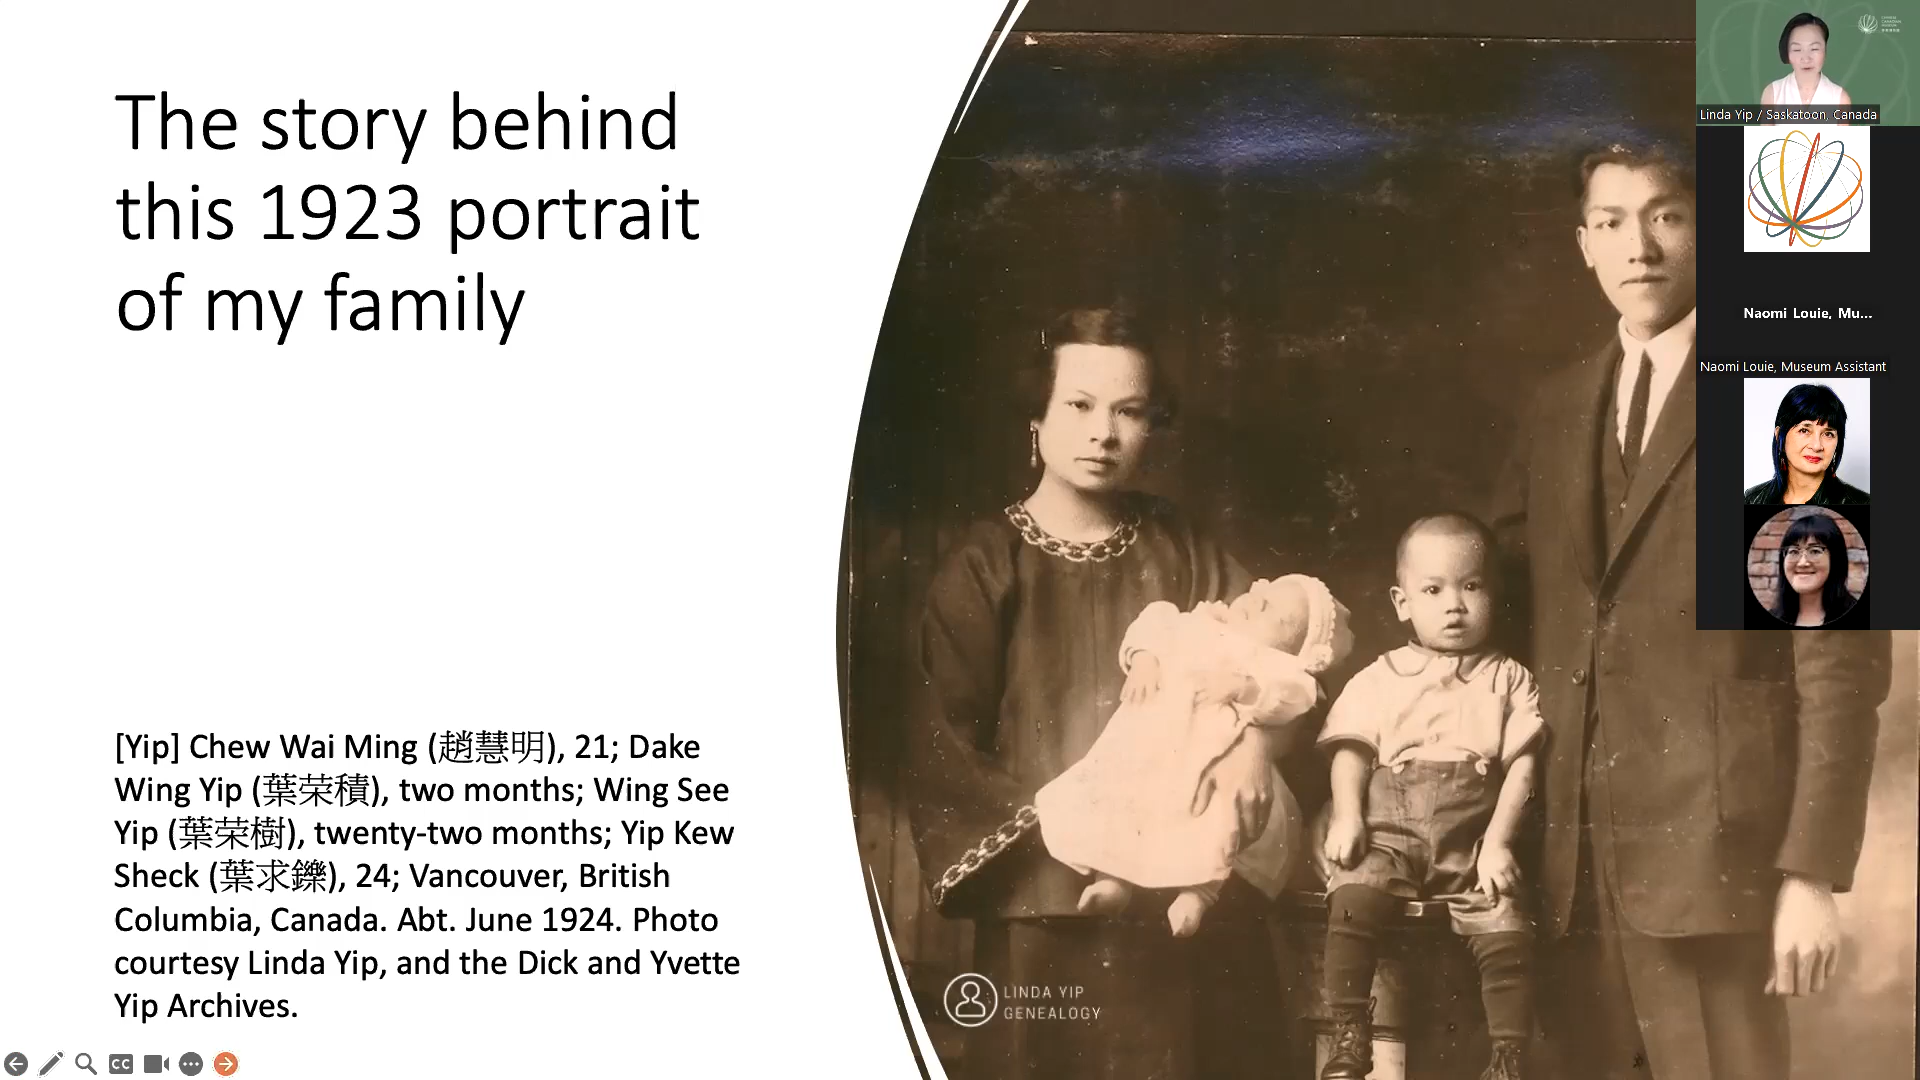 The story behind
this 1923 portrait
of my family
[Yip] Chew Wai Ming (趙慧明), 21; Dake
Wing Yip (葉荣積), two months; Wing See
Yip (葉荣樹), twenty-two months; Yip Kew
Sheck (葉求鑠), 24; Vancouver, British
Columbia, Canada. Abt. June 1924. Photo
courtesy Linda Yip, and the Dick and Yvette
Yip Archives.
LINDA YIP
GENEALOGY
CC
Linda Yip / Saskatoon, Canada
Naomi Louie, Mu...
Naomi Louie, Museum Assistant